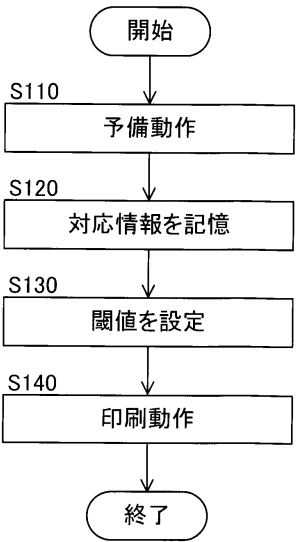 開始
S110
予備動作
S120
対応情報を記憶
S130
閾値を設定
S140
印刷動作
終了